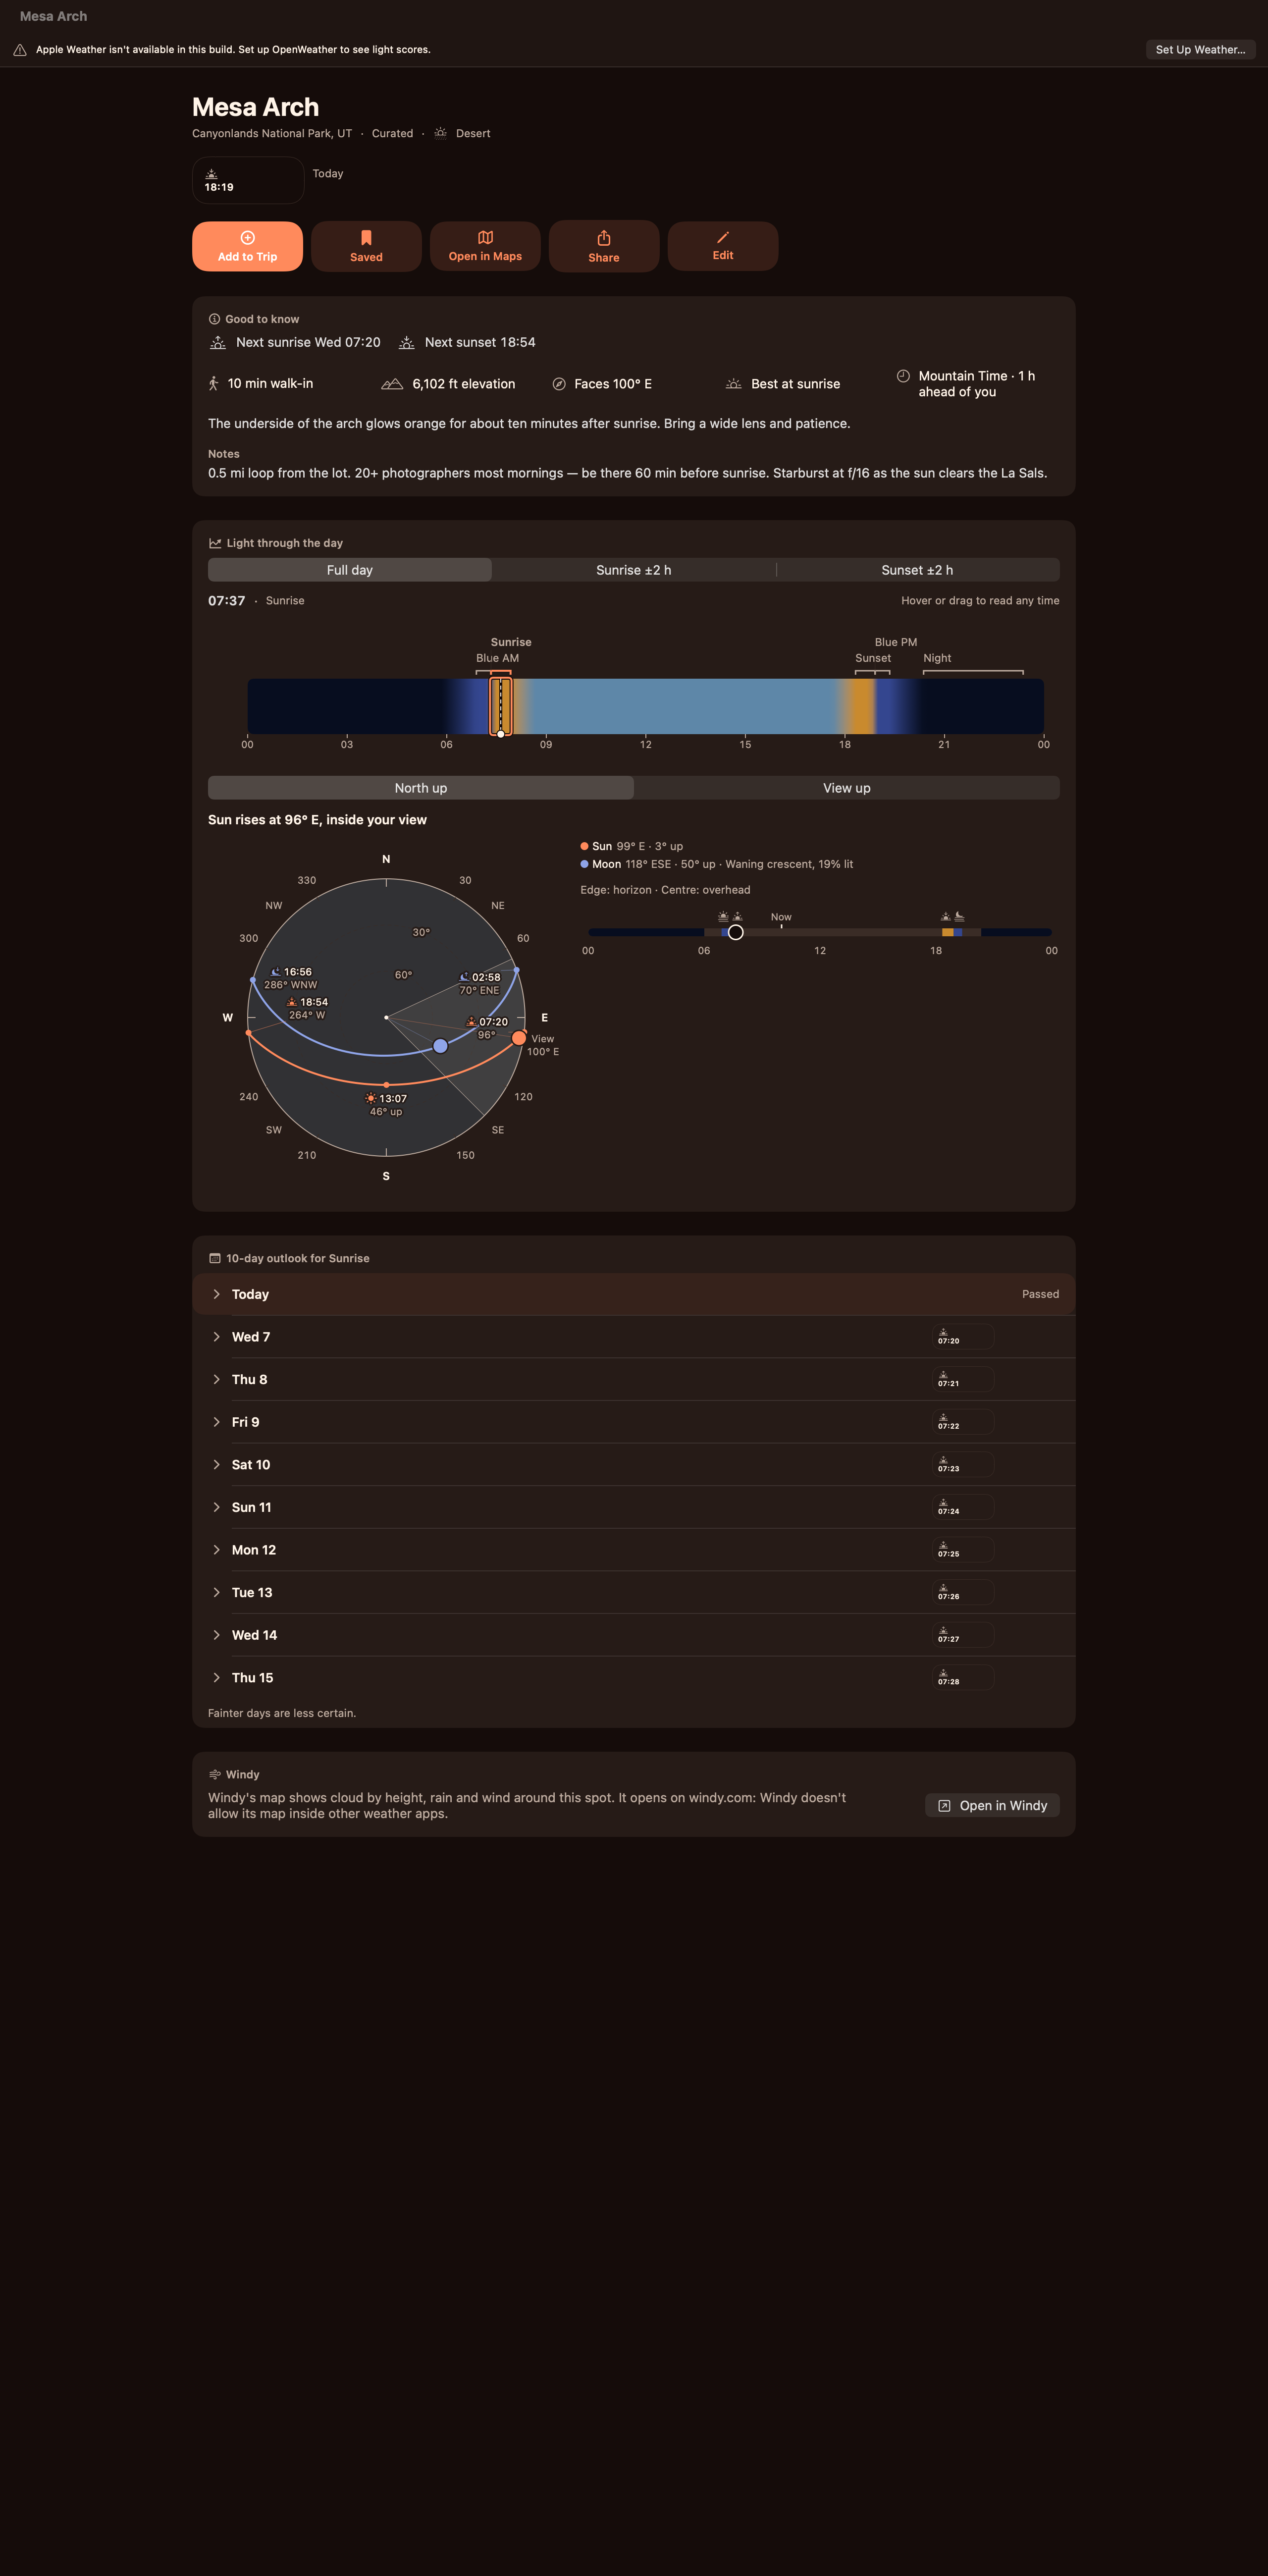 Mesa Arch
Apple Weather isn't available in this build. Set up OpenWeather to see light scores.
Set Up Weather...
Mesa Arch
Canyonlands National Park, UT · Curated · Desert
18:19
Today
Add to Trip
Saved
Open in Maps
Share
Edit
Good to know
Next sunrise Wed 07:20
Next sunset 18:54
10 min walk-in
6,102 ft elevation
Faces 100° E
Best at sunrise
Mountain Time · 1 h
ahead of you
The underside of the arch glows orange for about ten minutes after sunrise. Bring a wide lens and patience.
Notes
0.5 mi loop from the lot. 20+ photographers most mornings — be there 60 min before sunrise. Starburst at f/16 as the sun clears the La Sals.
Light through the day
Full day
Sunrise ±2 h
Sunset ±2 h
07:37 · Sunrise
Hover or drag to read any time
Sunrise
Blue PM
Blue AM
Sunset
Night
00 03 06 09 12 15 18 21 00
North up
View up
Sun rises at 96° E, inside your view
Sun 99° E · 3° up
Moon 118° ESE · 50° up · Waning crescent, 19% lit
Edge: horizon · Centre: overhead
Now
00 06 12 18 00
N
330
30
NW
NE
300
60
30°
60°
16:56
286° WNW
02:58
70° ENE
18:54
264° W
W
E
07:20
96°
View
100° E
13:07
46° up
240
120
SW
SE
210
150
S
10-day outlook for Sunrise
Today
Passed
Wed 7
07:20
Thu 8
07:21
Fri 9
07:22
Sat 10
07:23
Sun 11
07:24
Mon 12
07:25
Tue 13
07:26
Wed 14
07:27
Thu 15
07:28
Fainter days are less certain.
Windy
Windy's map shows cloud by height, rain and wind around this spot. It opens on windy.com: Windy doesn't
allow its map inside other weather apps.
Open in Windy